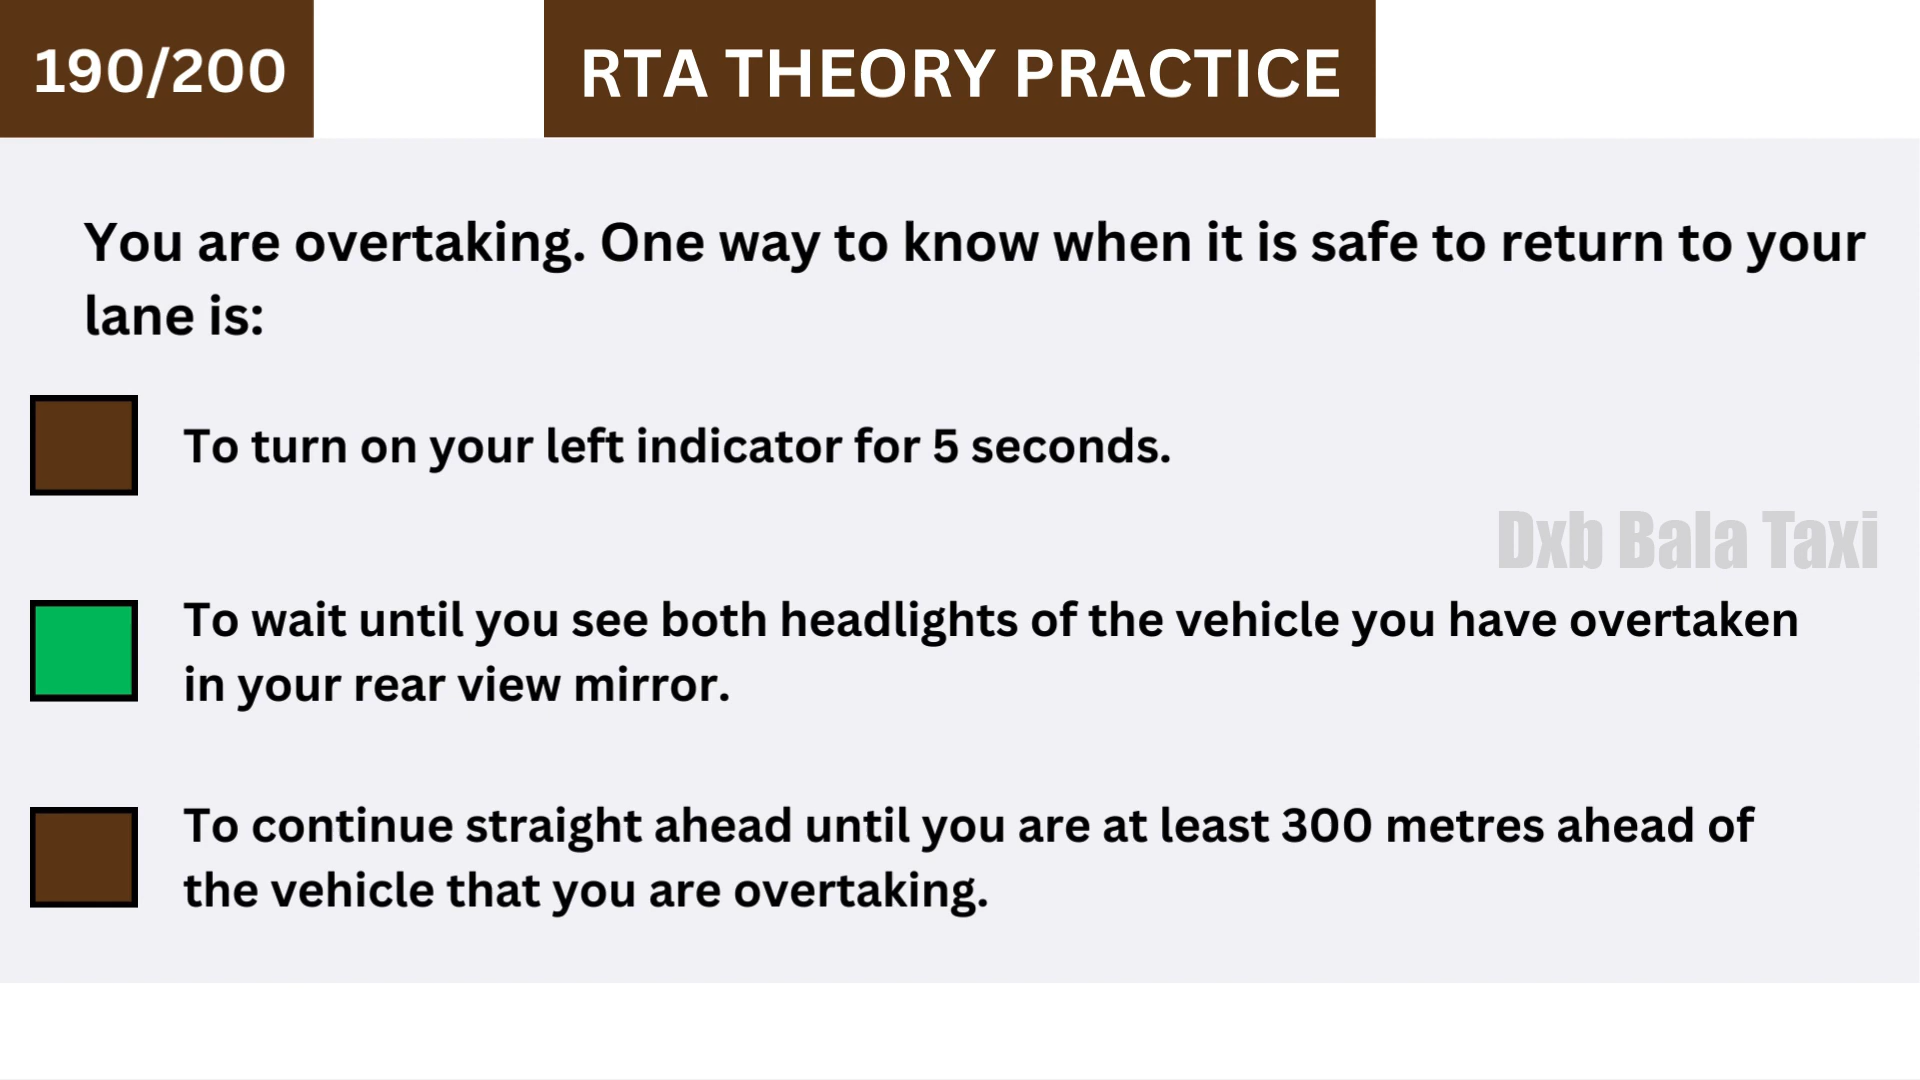 190/200
RTA THEORY PRACTICE
You are overtaking. One way to know when it is safe to return to your
lane is:
To turn on your left indicator for 5 seconds.
Dxb Bala Taxi
To wait until you see both headlights of the vehicle you have overtaken
in your rear view mirror.
To continue straight ahead until you are at least 300 metres ahead of
the vehicle that you are overtaking.